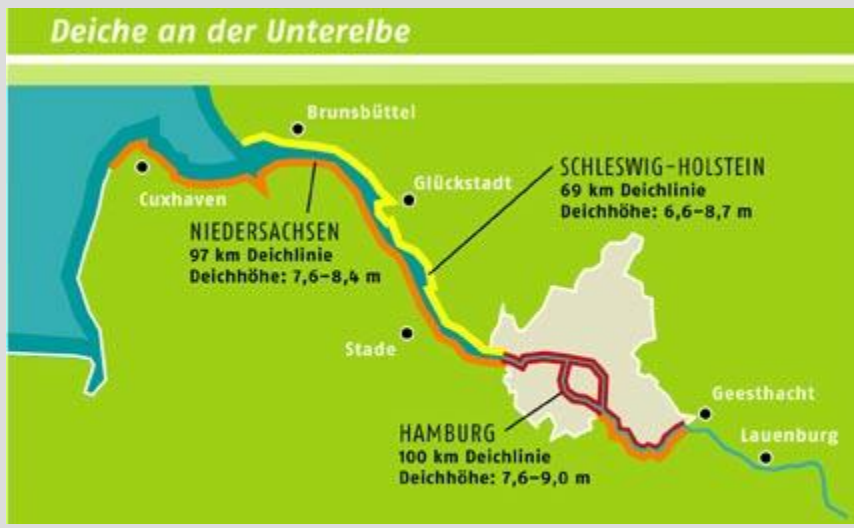 Deiche an der Unterelbe
Brunsbüttel
SCHLESWIG-HOLSTEIN
69 km Deichlinie
Deichhöhe: 6,6–8,7 m
Glückstadt
Cuxhaven
NIEDERSACHSEN
97 km Deichlinie
Deichhöhe: 7,6–8,4 m
Stade
Geesthacht
Lauenburg
HAMBURG
100 km Deichlinie
Deichhöhe: 7,6–9,0 m